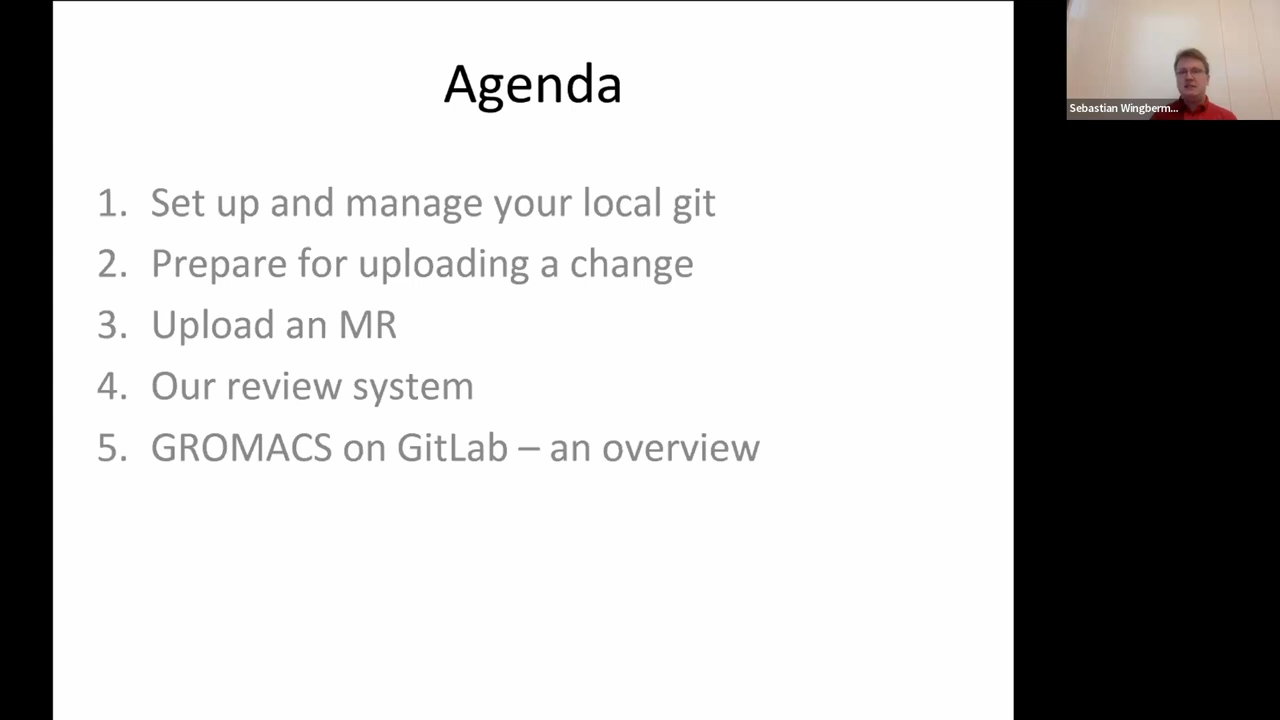 Agenda
1. Set up and manage your local git
2. Prepare for uploading a change
3. Upload an MR
4. Our review system
5. GROMACS on GitLab – an overview
Sebastian Wingberm...